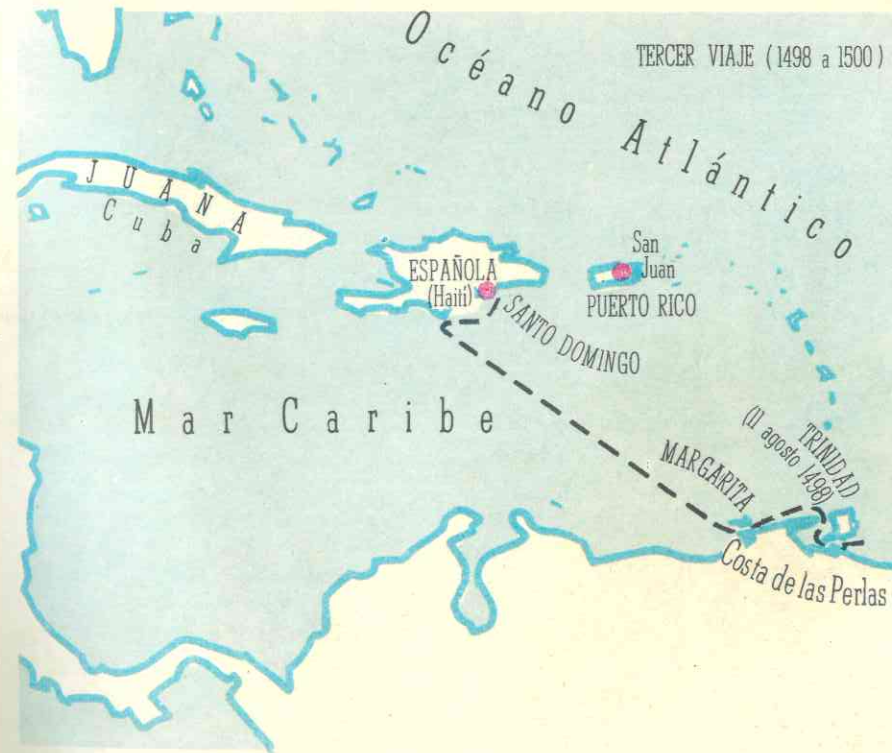 TERCER VIAJE (1498 a 1500)
Océano Atlántico
JUANA
Cuba
ESPAÑOLA
(Haití)
SANTO DOMINGO
San
Juan
PUERTO RICO
Mar Caribe
MARGARITA
TRINIDAD
(11 agosto 1498)
Costa de las Perlas